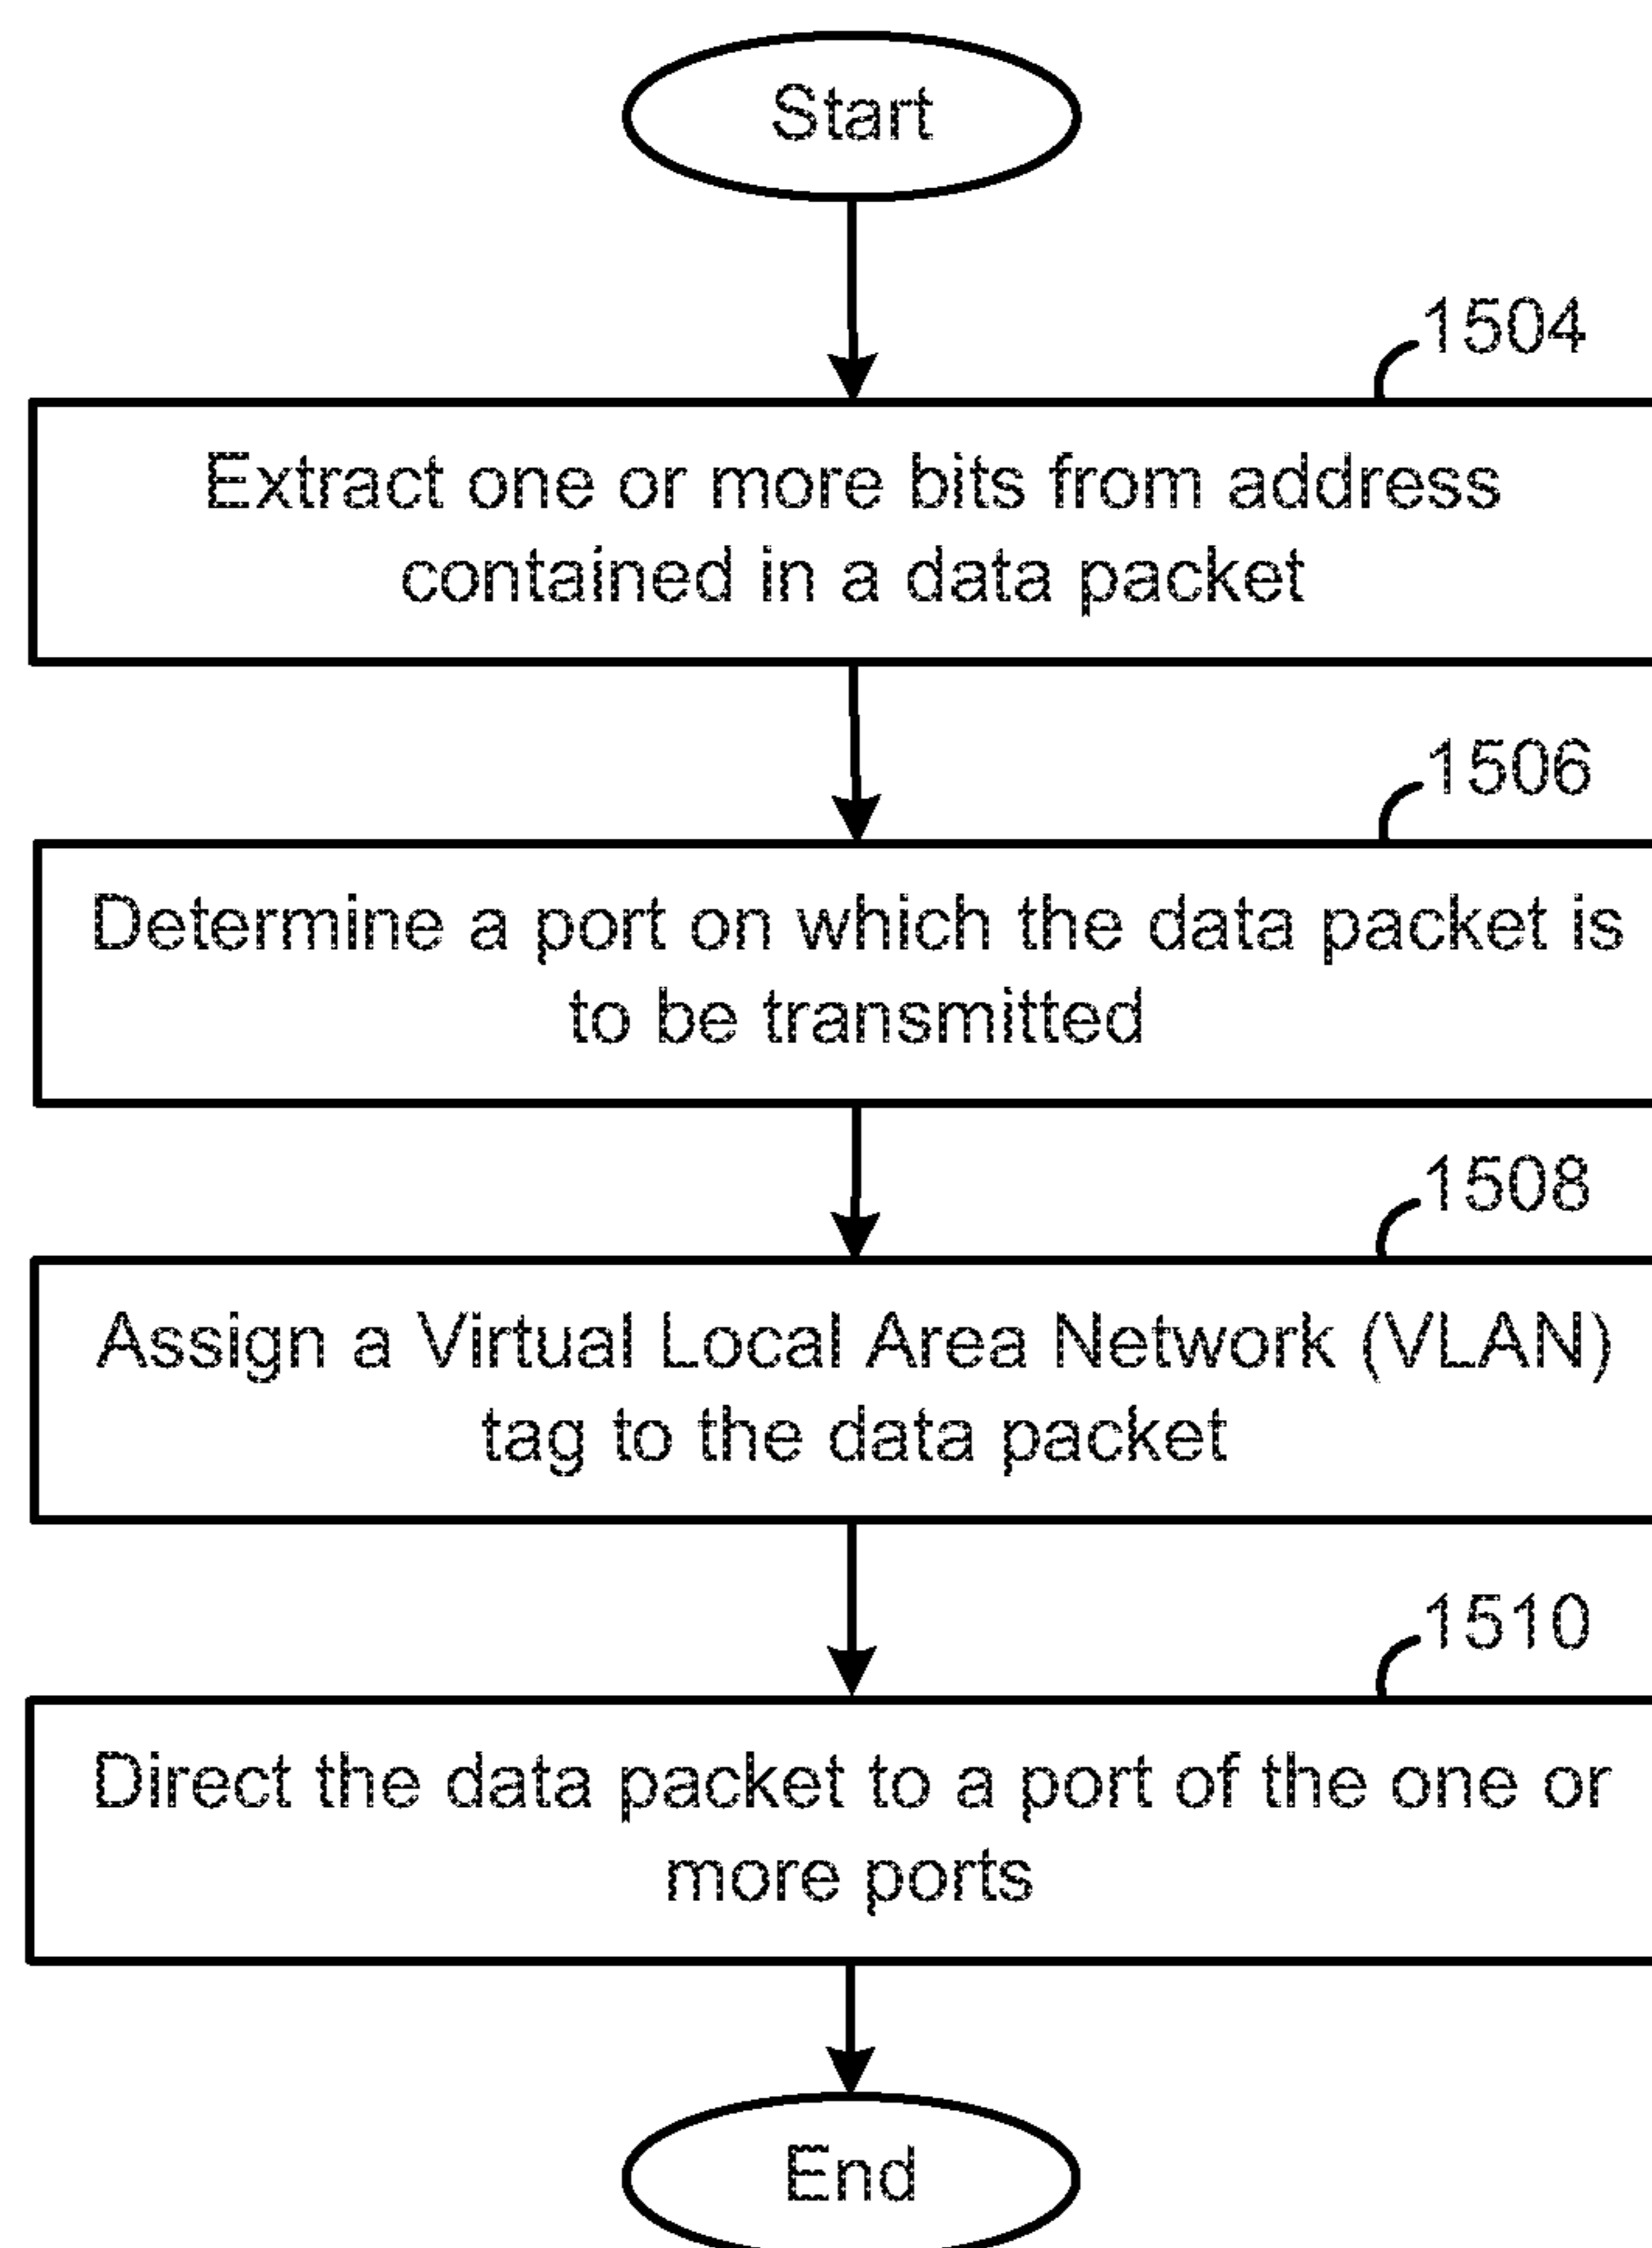 Start
1504
Extract one or more bits from address
contained in a data packet
1506
Determine a port on which the data packet is
to be transmitted
1508
Assign a Virtual Local Area Network (VLAN)
tag to the data packet
1510
Direct the data packet to a port of the one or
more ports
End